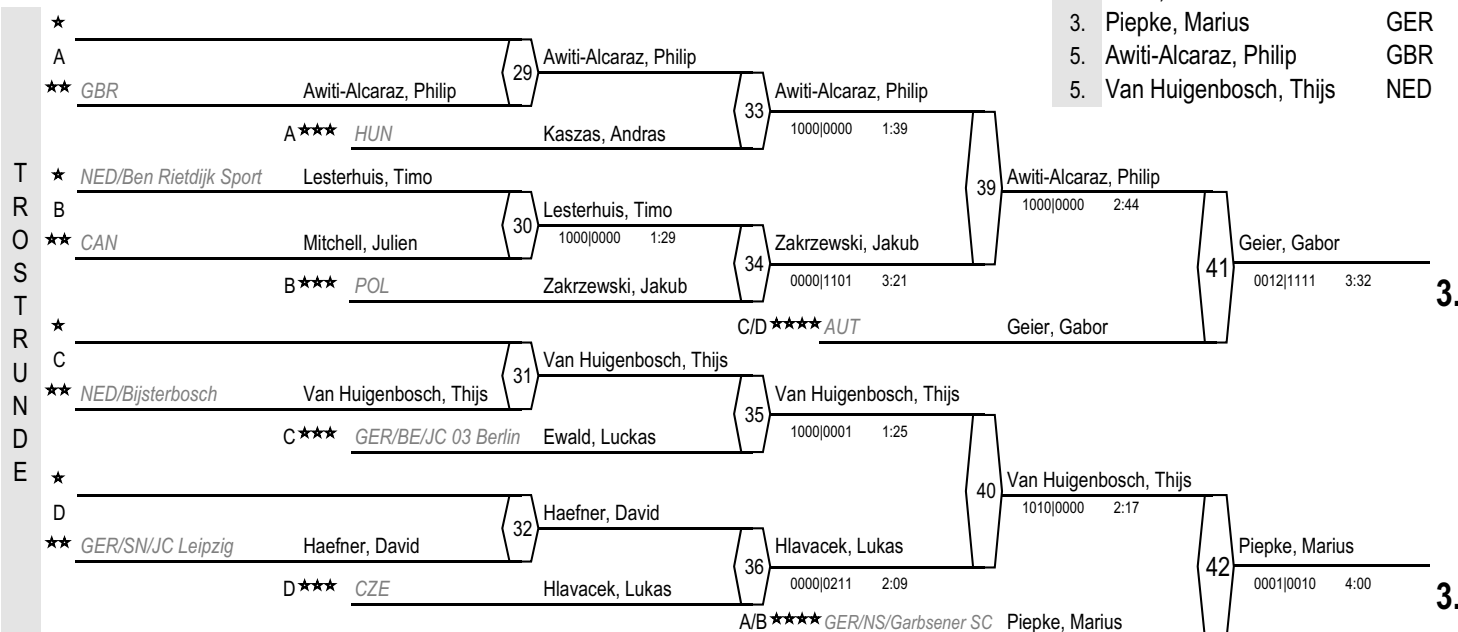 3. Piepke, Marius GER
5. Awiti-Alcaraz, Philip GBR
5. Van Huigenbosch, Thijs NED
TROSTRUNDE
A
29 Awiti-Alcaraz, Philip
GBR Awiti-Alcaraz, Philip
33 Awiti-Alcaraz, Philip
1000|0000 1:39
A HUN Kaszas, Andras
39 Awiti-Alcaraz, Philip
1000|0000 2:44
NED/Ben Rietdijk Sport Lesterhuis, Timo
B
30 Lesterhuis, Timo
1000|0000 1:29
CAN Mitchell, Julien
34 Zakrzewski, Jakub
0000|1101 3:21
B POL Zakrzewski, Jakub
41 Geier, Gabor
0012|1111 3:32
3.
C/D AUT Geier, Gabor
C
31 Van Huigenbosch, Thijs
NED/Bijsterbosch Van Huigenbosch, Thijs
35 Van Huigenbosch, Thijs
1000|0001 1:25
C GER/BE/JC 03 Berlin Ewald, Luckas
40 Van Huigenbosch, Thijs
1010|0000 2:17
D
32 Haefner, David
GER/SN/JC Leipzig Haefner, David
36 Hlavacek, Lukas
0000|0211 2:09
D CZE Hlavacek, Lukas
42 Piepke, Marius
0001|0010 4:00
3.
A/B GER/NS/Garbsener SC Piepke, Marius